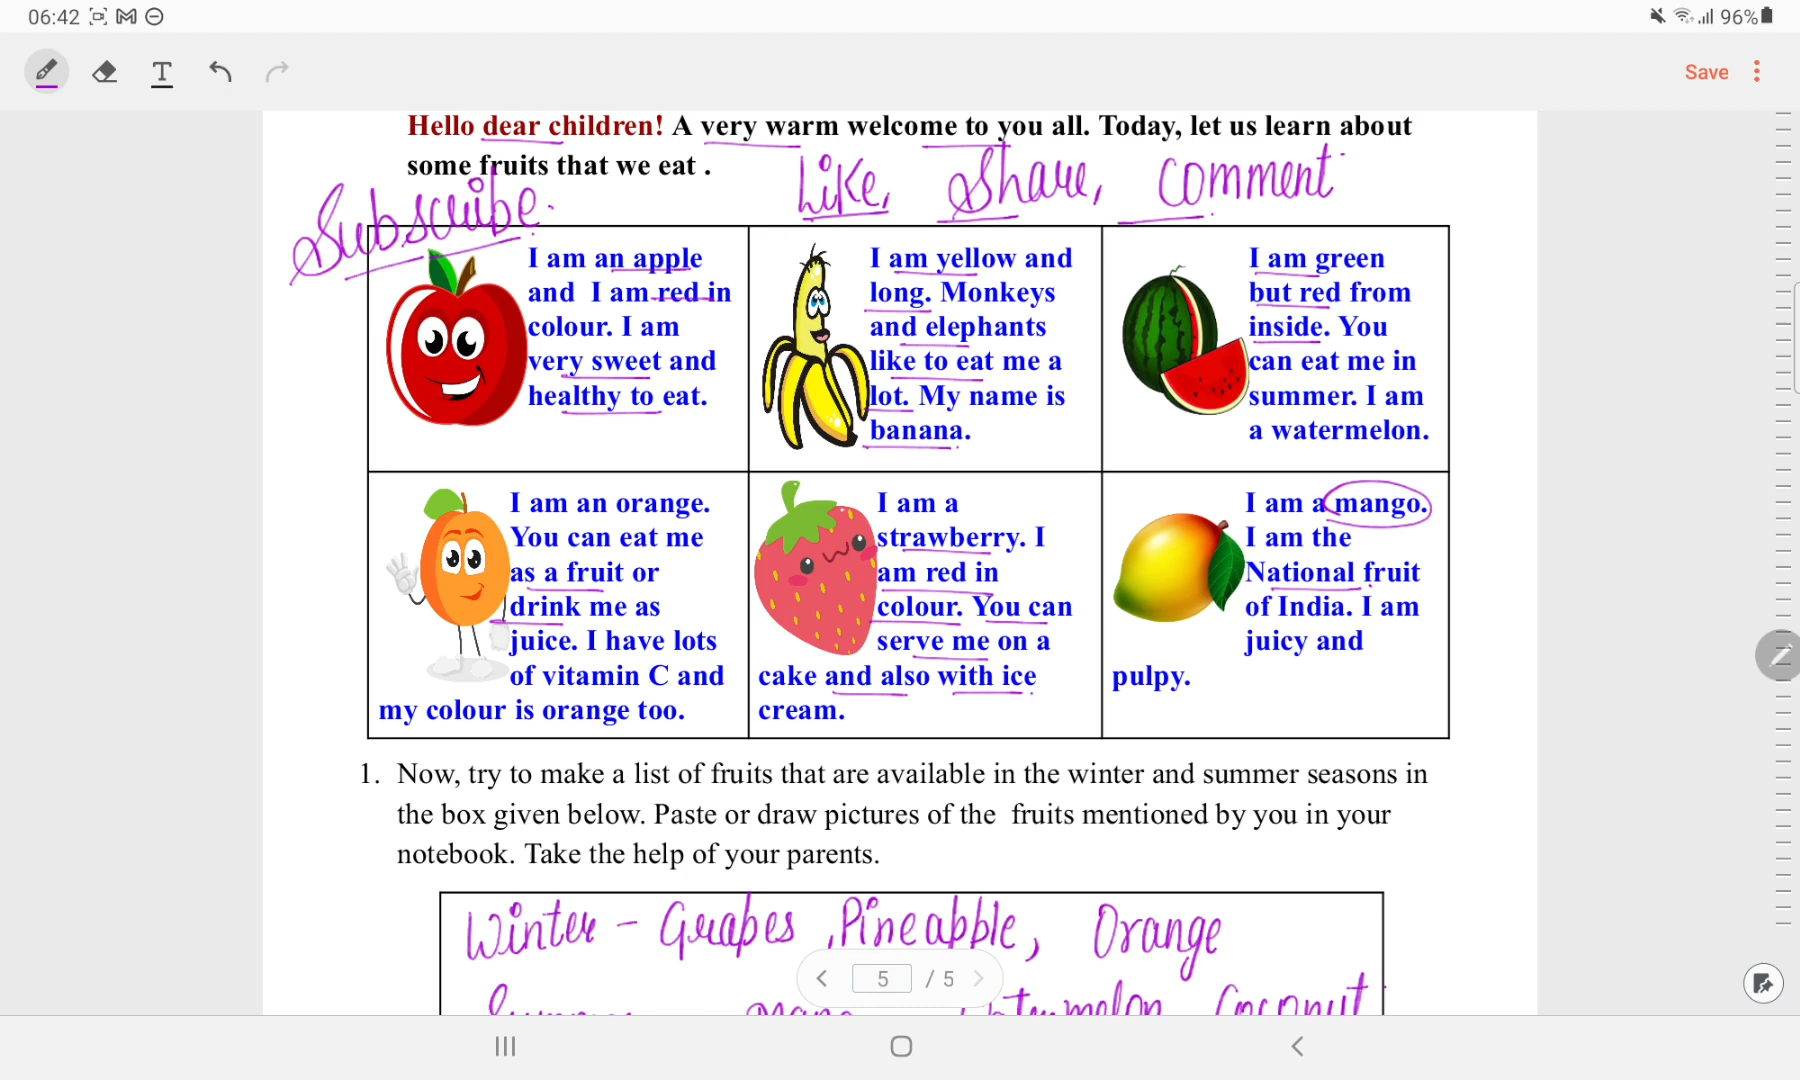 06:42
96%
Save
Hello dear children! A very warm welcome to you all. Today, let us learn about
some fruits that we eat .
Like, Share, Comment
Subscribe.
I am an apple
and I am red in
colour. I am
very sweet and
healthy to eat.
I am yellow and
long. Monkeys
and elephants
like to eat me a
lot. My name is
banana.
I am green
but red from
inside. You
can eat me in
summer. I am
a watermelon.
I am an orange.
You can eat me
as a fruit or
drink me as
juice. I have lots
of vitamin C and
my colour is orange too.
I am a
strawberry. I
am red in
colour. You can
serve me on a
cake and also with ice
cream.
I am a mango.
I am the
National fruit
of India. I am
juicy and
pulpy.
1. Now, try to make a list of fruits that are available in the winter and summer seasons in
the box given below. Paste or draw pictures of the fruits mentioned by you in your
notebook. Take the help of your parents.
Winter - Grapes, Pineapple, Orange
5 / 5
Coconut